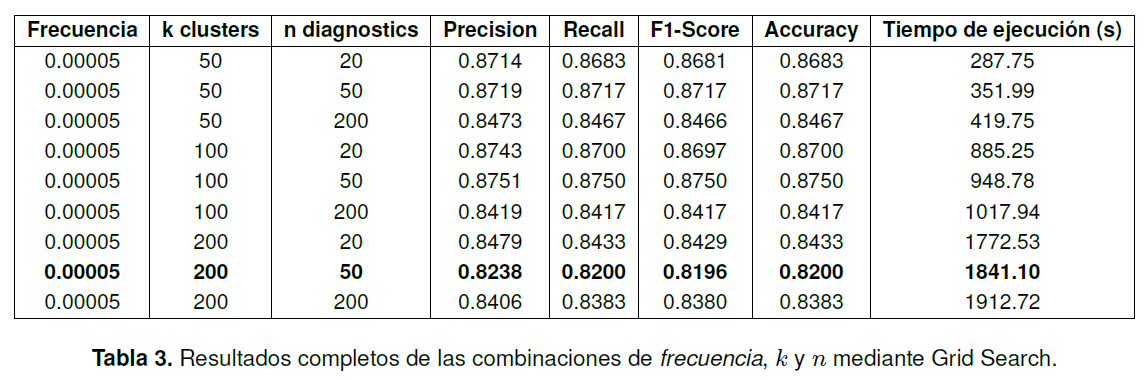 Frecuencia k clusters n diagnostics Precision Recall F1-Score Accuracy Tiempo de ejecución (s)
0.00005 50 20 0.8714 0.8683 0.8681 0.8683 287.75
0.00005 50 50 0.8719 0.8717 0.8717 0.8717 351.99
0.00005 50 200 0.8473 0.8467 0.8466 0.8467 419.75
0.00005 100 20 0.8743 0.8700 0.8697 0.8700 885.25
0.00005 100 50 0.8751 0.8750 0.8750 0.8750 948.78
0.00005 100 200 0.8419 0.8417 0.8417 0.8417 1017.94
0.00005 200 20 0.8479 0.8433 0.8429 0.8433 1772.53
0.00005 200 50 0.8238 0.8200 0.8196 0.8200 1841.10
0.00005 200 200 0.8406 0.8383 0.8380 0.8383 1912.72
Tabla 3. Resultados completos de las combinaciones de frecuencia, k y n mediante Grid Search.